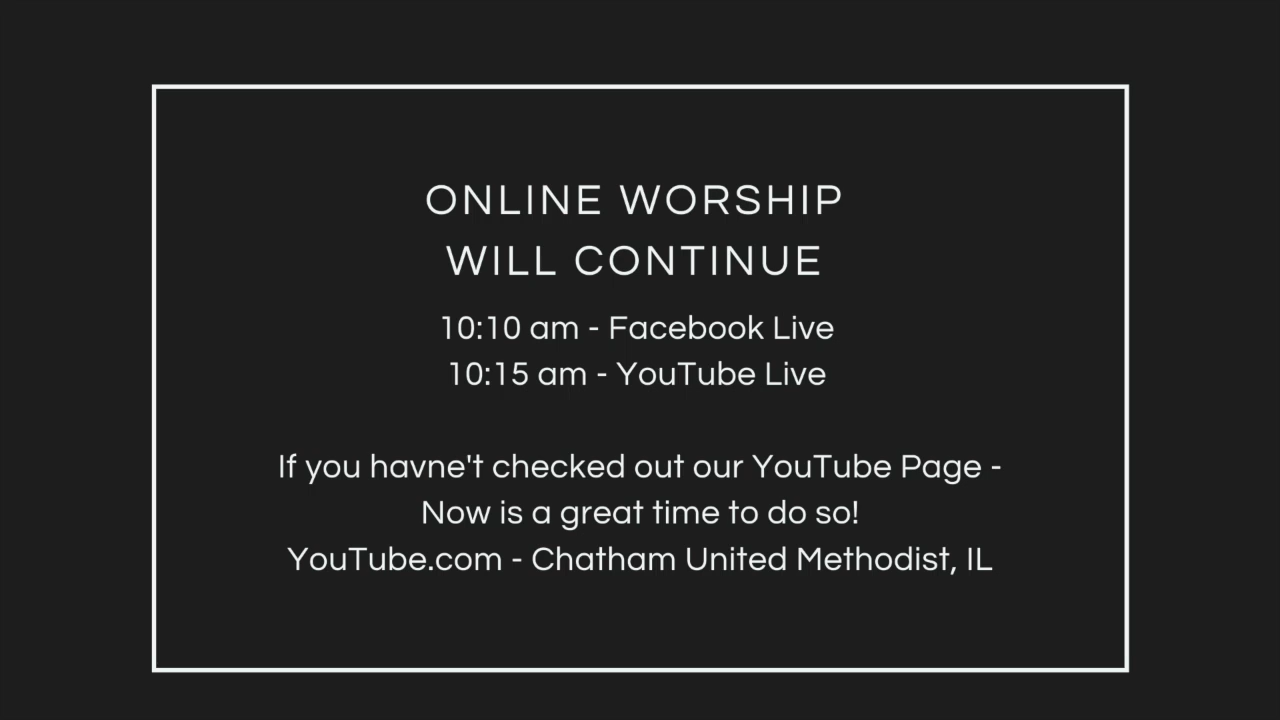 ONLINE WORSHIP
WILL CONTINUE
10:10 am - Facebook Live
10:15 am - YouTube Live
If you havne't checked out our YouTube Page -
Now is a great time to do so!
YouTube.com - Chatham United Methodist, IL